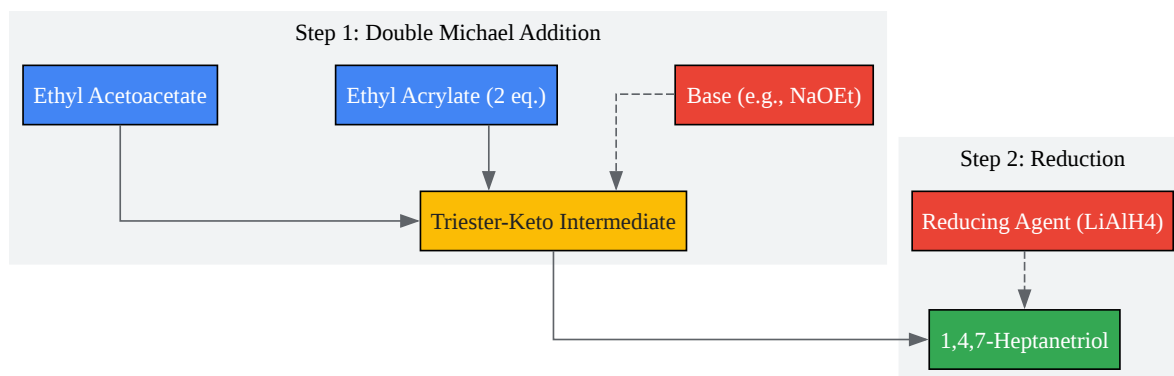 Step 1: Double Michael Addition
Ethyl Acetoacetate
Ethyl Acrylate (2 eq.)
Base (e.g., NaOEt)
Triester-Keto Intermediate
Step 2: Reduction
Reducing Agent (LiAlH4)
1,4,7-Heptanetriol